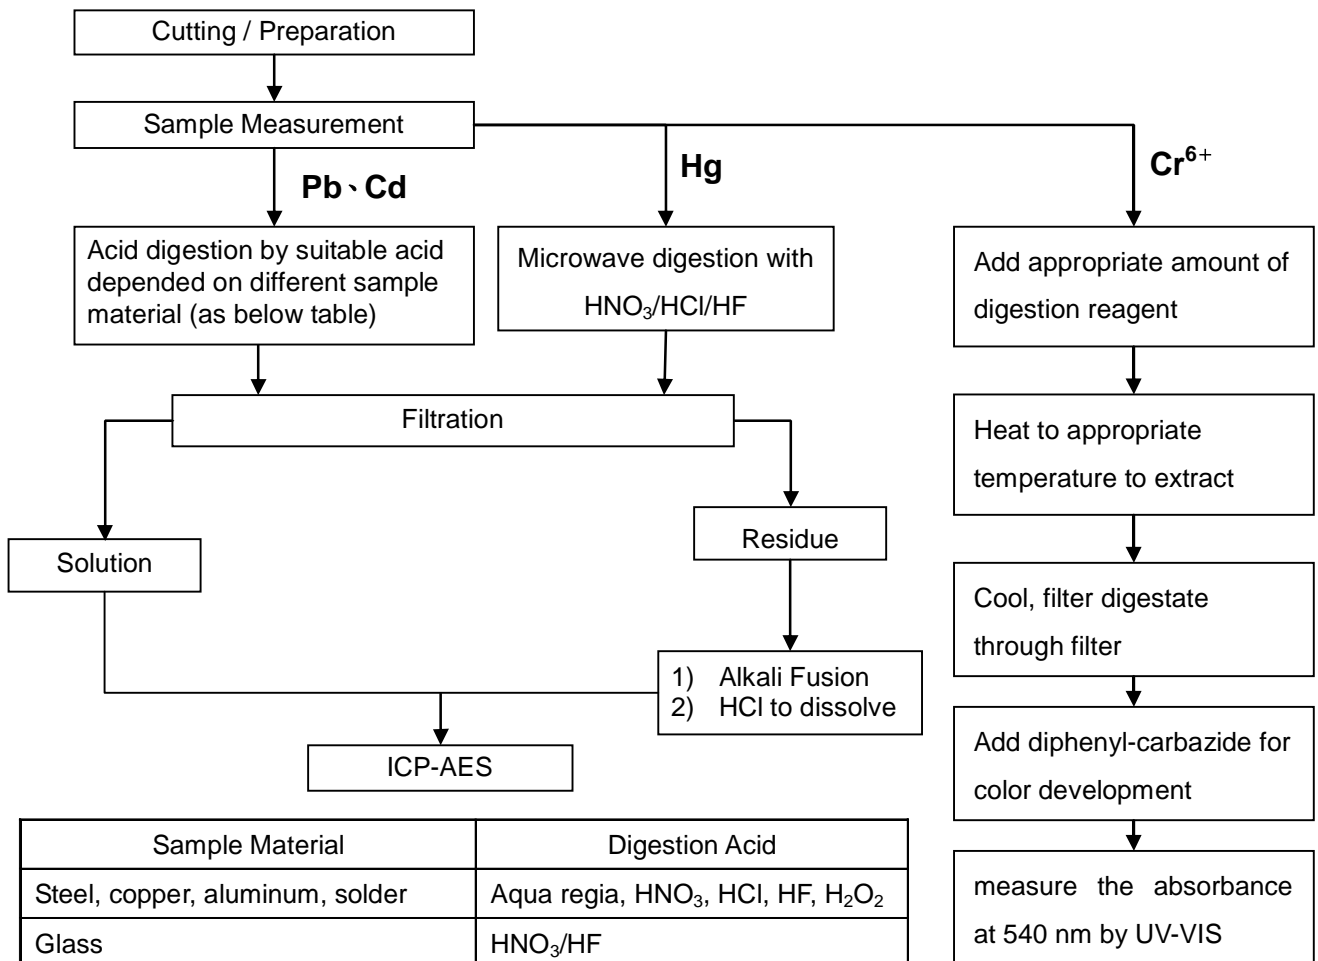 Cutting / Preparation
Sample Measurement
Pb、Cd
Hg
Cr⁶⁺
Acid digestion by suitable acid
depended on different sample
material (as below table)
Microwave digestion with
HNO₃/HCl/HF
Add appropriate amount of
digestion reagent
Filtration
Heat to appropriate
temperature to extract
Solution
Residue
Cool, filter digestate
through filter
1) Alkali Fusion
2) HCl to dissolve
ICP-AES
Add diphenyl-carbazide for
color development
measure the absorbance
at 540 nm by UV-VIS
Sample Material Digestion Acid
Steel, copper, aluminum, solder Aqua regia, HNO₃, HCl, HF, H₂O₂
Glass HNO₃/HF